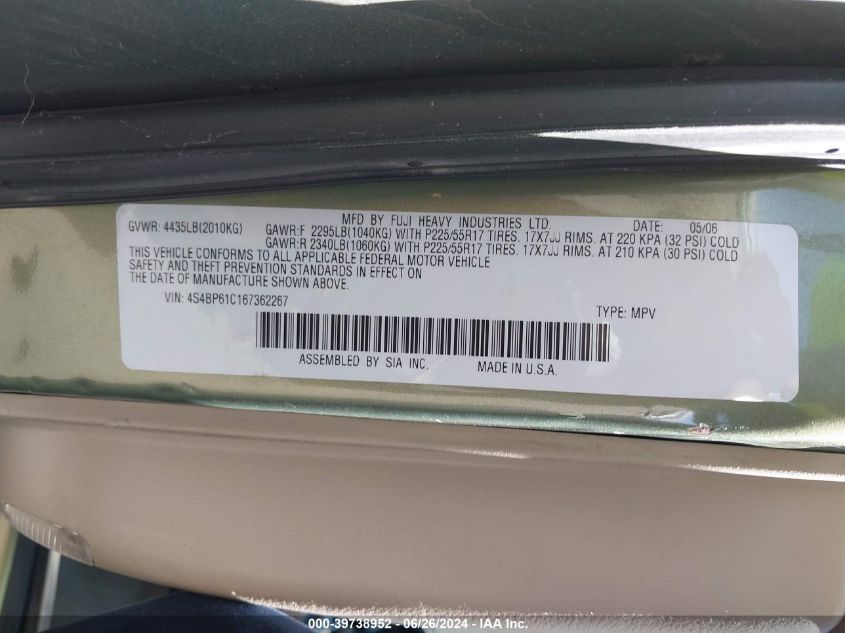 MFD BY FUJI HEAVY INDUSTRIES LTD. DATE: 05/06
GVWR: 4435LB(2010KG) GAWR:F 2295LB(1040KG) WITH P225/55R17 TIRES. 17X7JJ RIMS. AT 220 KPA (32 PSI) COLD
GAWR:R 2340LB(1060KG) WITH P225/55R17 TIRES. 17X7JJ RIMS. AT 210 KPA (30 PSI) COLD
THIS VEHICLE CONFORMS TO ALL APPLICABLE FEDERAL MOTOR VEHICLE
SAFETY AND THEFT PREVENTION STANDARDS IN EFFECT ON
THE DATE OF MANUFACTURE SHOWN ABOVE.
VIN: 4S4BP61C167362267 TYPE: MPV
ASSEMBLED BY SIA INC. MADE IN U.S.A.
000-39738952 06/26/2024 - IAA Inc.